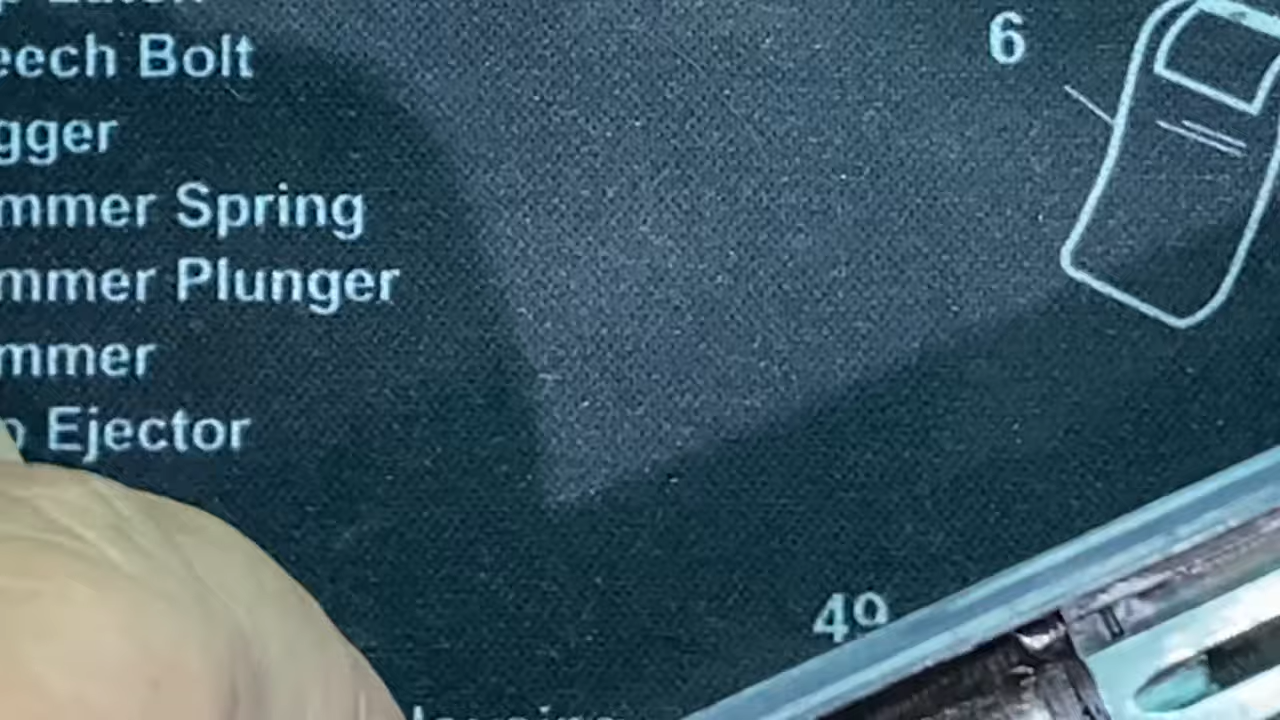 eech Bolt
gger
mmer Spring
mmer Plunger
mmer
Ejector
6
49